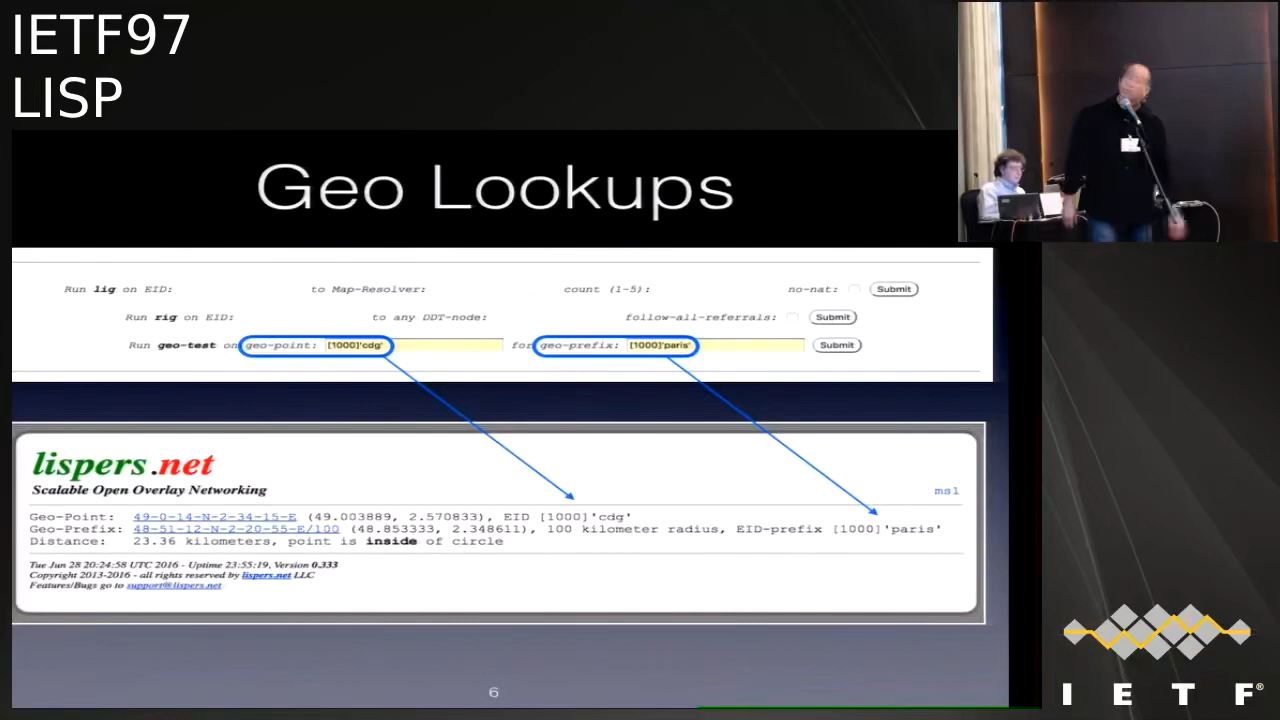 IETF97
LISP
Geo Lookups
Run lig on EID: to Map-Resolver: count (1-5): no-nat: Submit
Run rig on EID: to any DDT-node: follow-all-referrals: Submit
Run geo-test on geo-point: [1000]'cdg' for geo-prefix: [1000]'paris' Submit
lispers.net
Scalable Open Overlay Networking
ms1
Geo-Point: 49-0-14-N-2-34-15-E (49.003889, 2.570833), EID [1000]'cdg'
Geo-Prefix: 48-51-12-N-2-20-55-E/100 (48.853333, 2.348611), 100 kilometer radius, EID-prefix [1000]'paris'
Distance: 23.36 kilometers, point is inside of circle
Tue Jun 28 20:24:58 UTC 2016 - Uptime 23:55:19, Version 0.333
Copyright 2013-2016 - all rights reserved by lispers.net LLC
Features/Bugs go to support@lispers.net
6
I E T F®